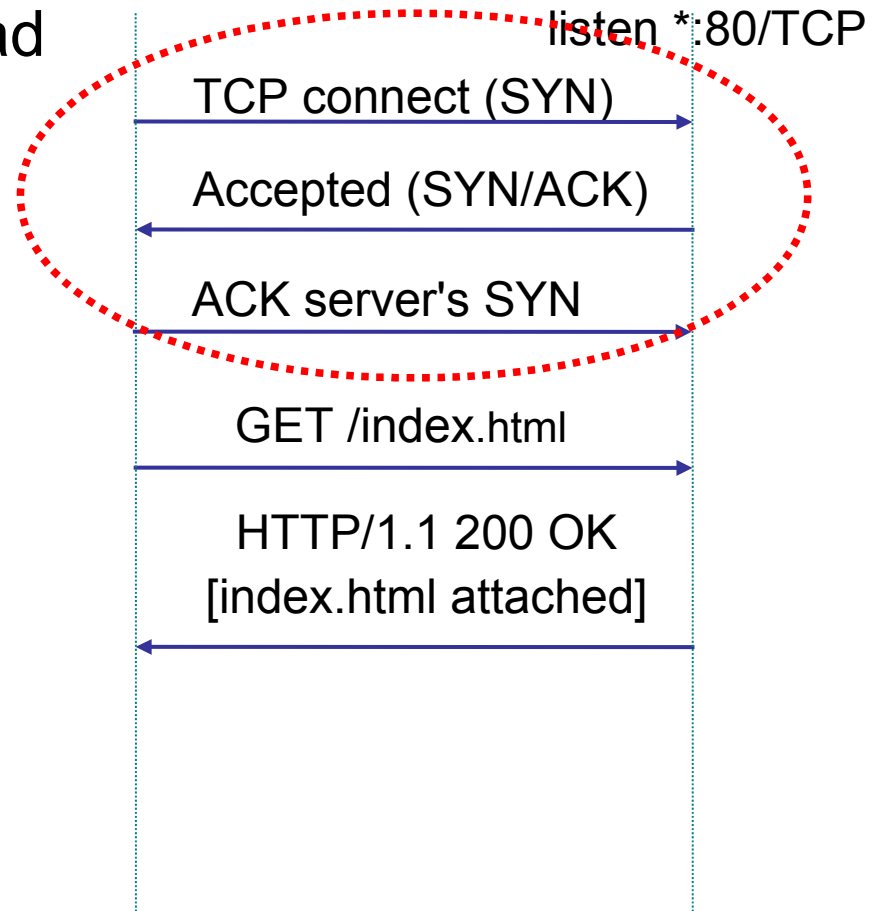 ad
listen *:80/TCP
TCP connect (SYN)
Accepted (SYN/ACK)
ACK server's SYN
GET /index.html
HTTP/1.1 200 OK
[index.html attached]